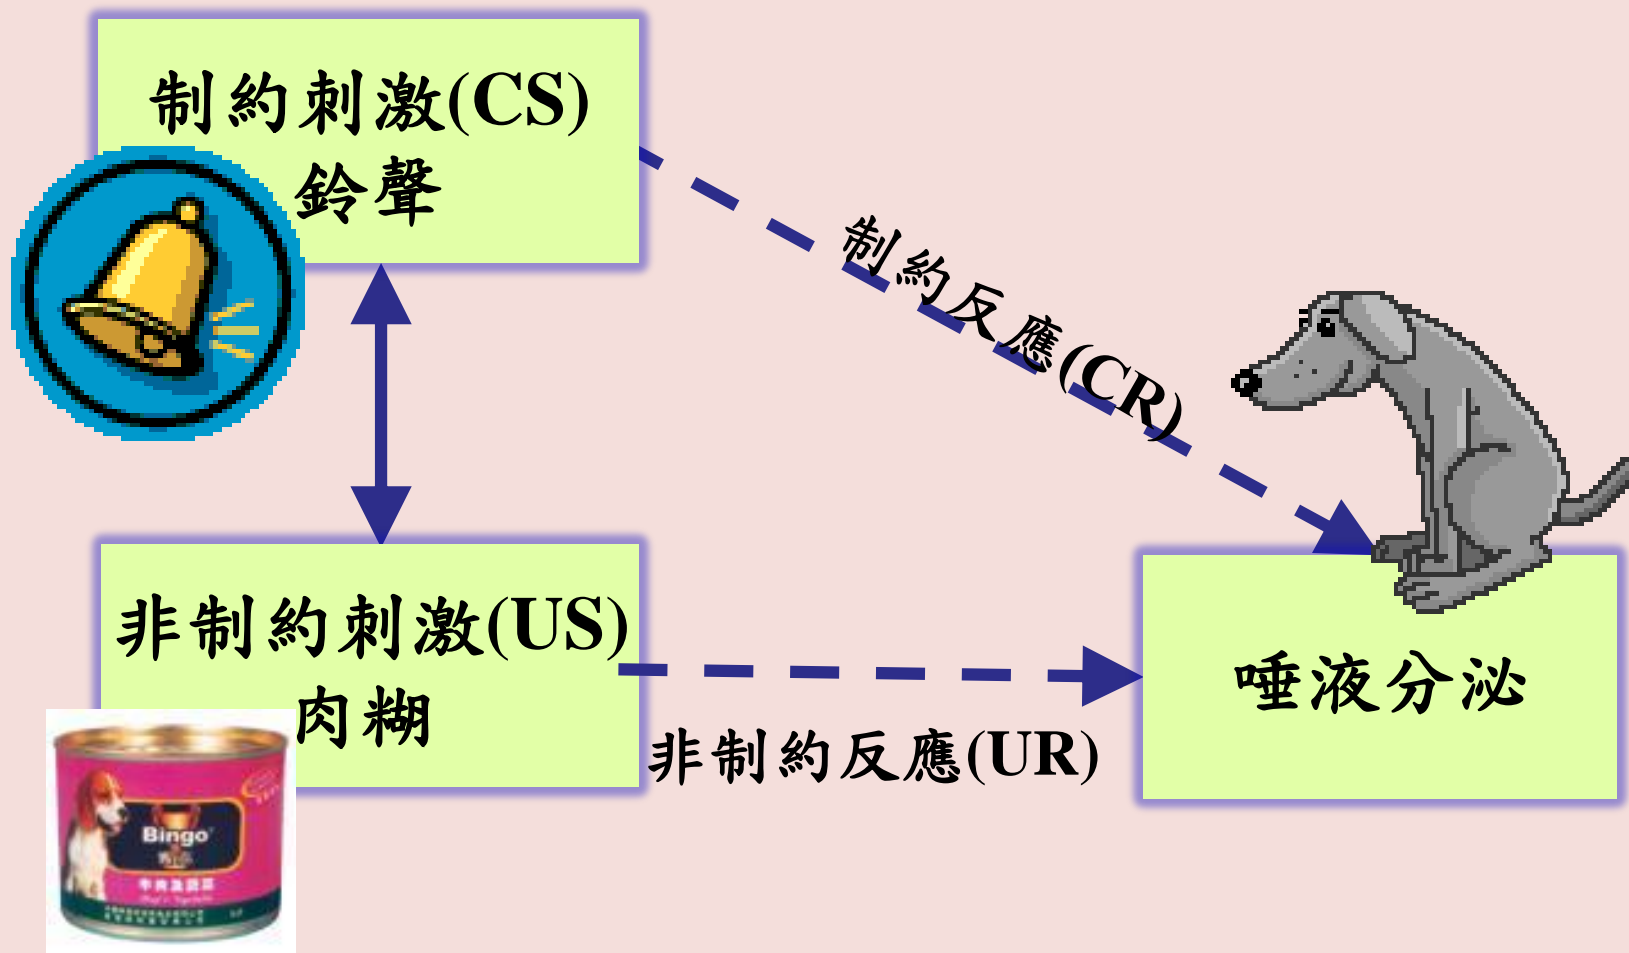 制約刺激(CS)
鈴聲
制約反應(CR)
非制約刺激(US)
肉糊
非制約反應(UR)
唾液分泌
Bingo